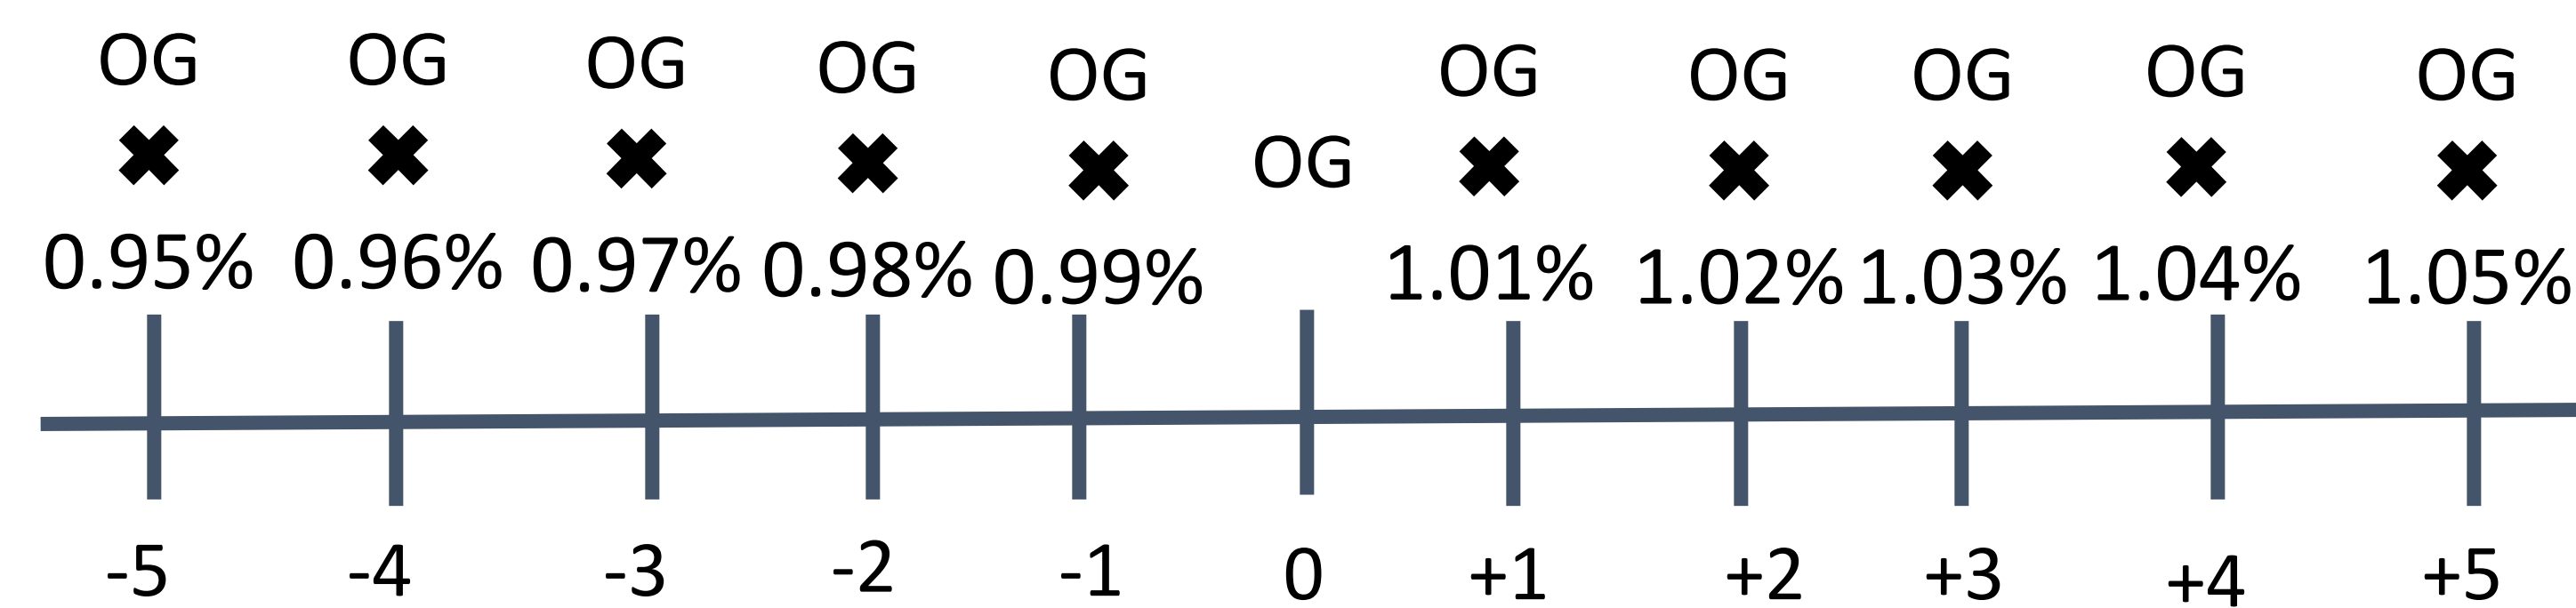 OG OG OG OG OG OG OG OG OG OG
✖ ✖ ✖ ✖ ✖ OG ✖ ✖ ✖ ✖ ✖
0.95% 0.96% 0.97% 0.98% 0.99% 1.01% 1.02% 1.03% 1.04% 1.05%
-5 -4 -3 -2 -1 0 +1 +2 +3 +4 +5